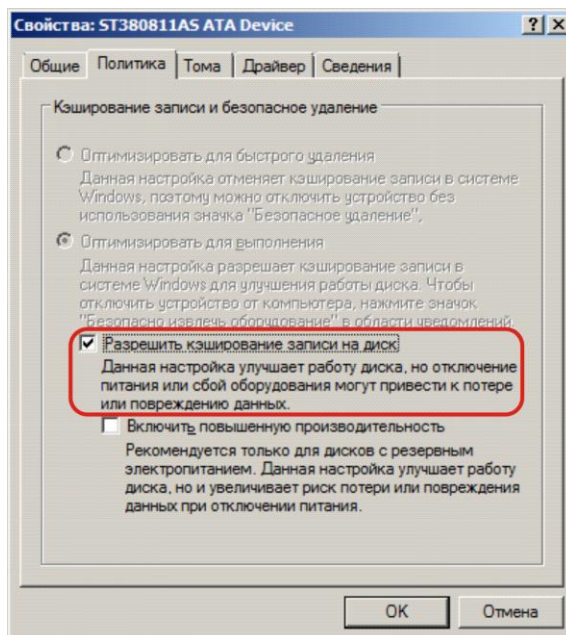 Свойства: ST380811AS ATA Device
Общие Политика Тома Драйвер Сведения
Кэширование записи и безопасное удаление
Оптимизировать для быстрого удаления
Данная настройка отменяет кэширование записи в системе
Windows, поэтому можно отключить устройство без
использования значка "Безопасное удаление",
Оптимизировать для выполнения
Данная настройка разрешает кэширование записи в
системе Windows для улучшения работы диска. Чтобы
отключить устройство от компьютера, нажмите значок
"Безопасно извлечь оборудование" в области уведомлений,
Разрешить кэширование записи на диск
Данная настройка улучшает работу диска, но отключение
питания или сбой оборудования могут привести к потере
или повреждению данных.
Включить повышенную производительность
Рекомендуется только для дисков с резервным
электропитанием. Данная настройка улучшает работу
диска, но и увеличивает риск потери или повреждения
данных при отключении питания.
OK Отмена